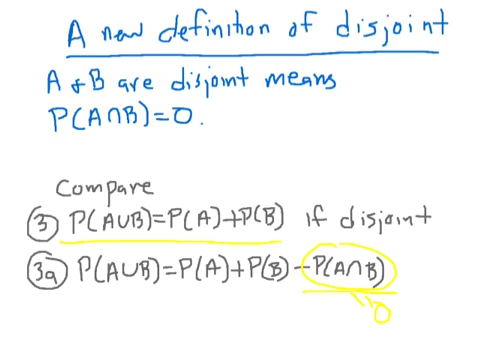 A new definition of disjoint
A & B are disjoint means
P(A∩B)=0.
Compare
③ P(A∪B)=P(A)+P(B) if disjoint
3a P(A∪B)=P(A)+P(B)-P(A∩B)
"0